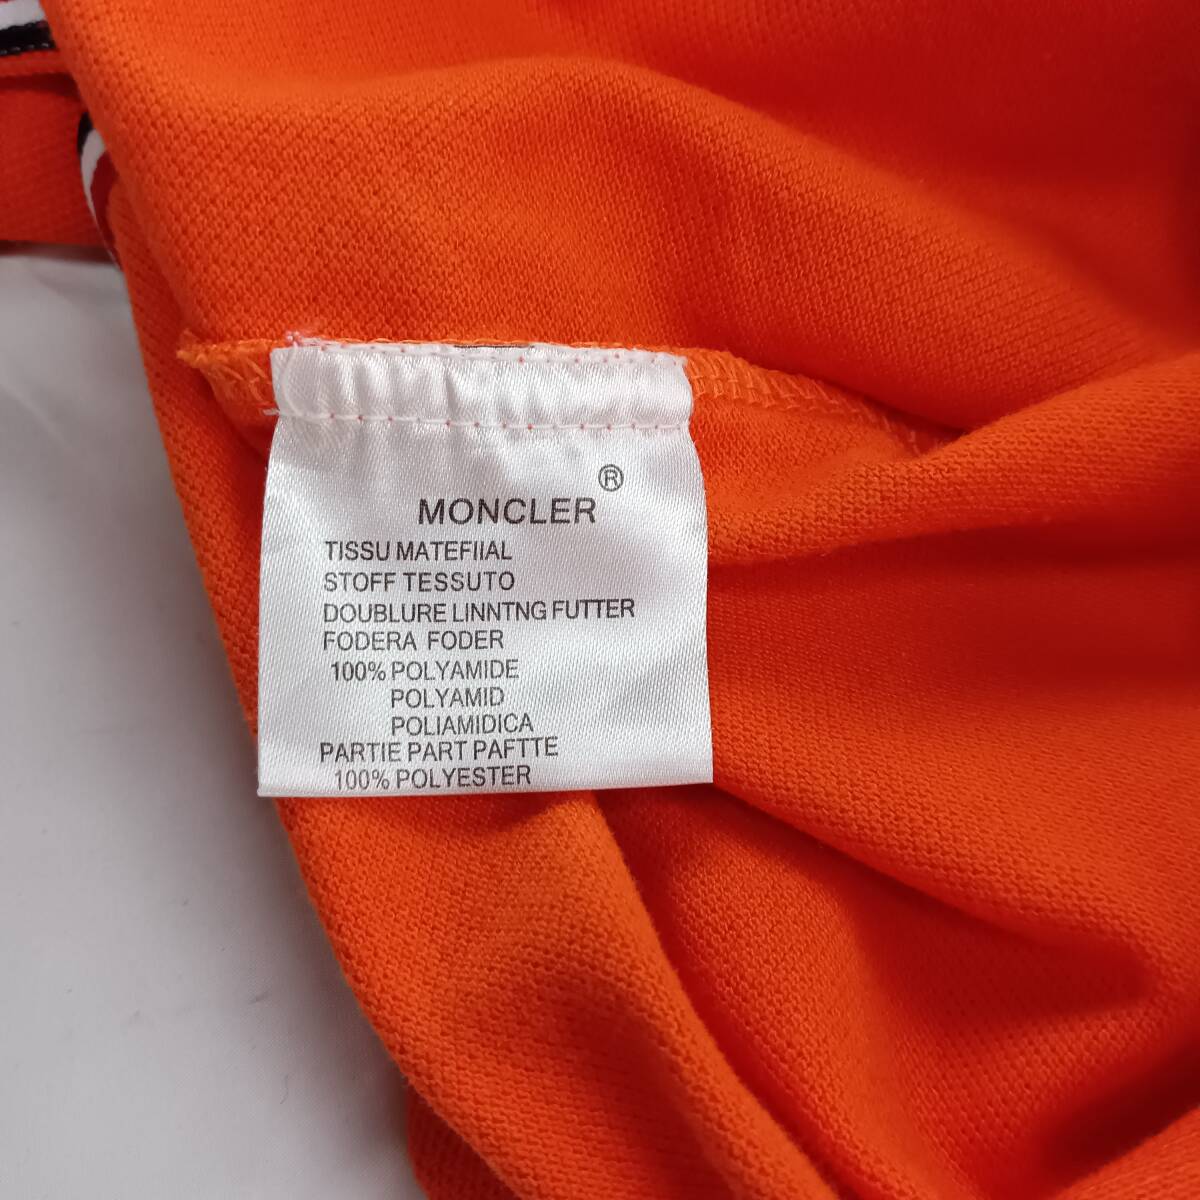 MONCLER ®
TISSU MATEFIIAL
STOFF TESSUTO
DOUBLURE LINNTNG FUTTER
FODERA FODER
100% POLYAMIDE
POLYAMID
POLIAMIDICA
PARTIE PART PAFTTE
100% POLYESTER